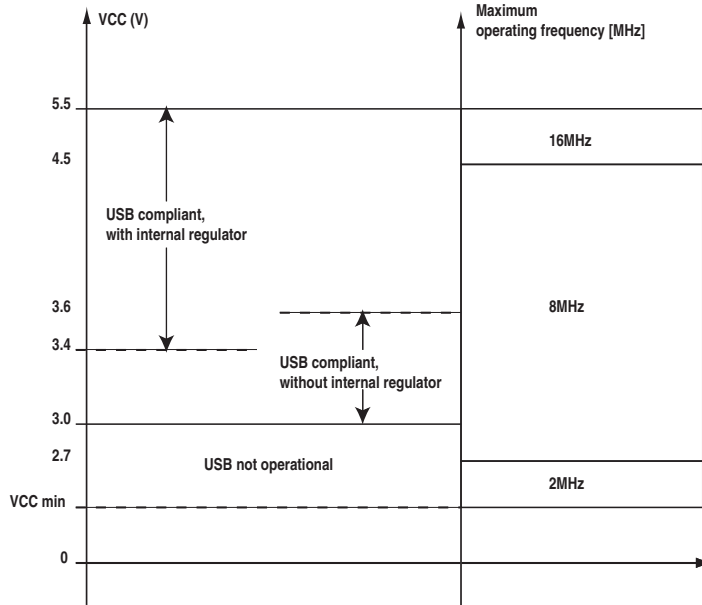 VCC (V)
Maximum
operating frequency [MHz]
5.5
16MHz
4.5
USB compliant,
with internal regulator
3.6
8MHz
3.4
USB compliant,
without internal regulator
3.0
2.7
USB not operational
2MHz
VCC min
0